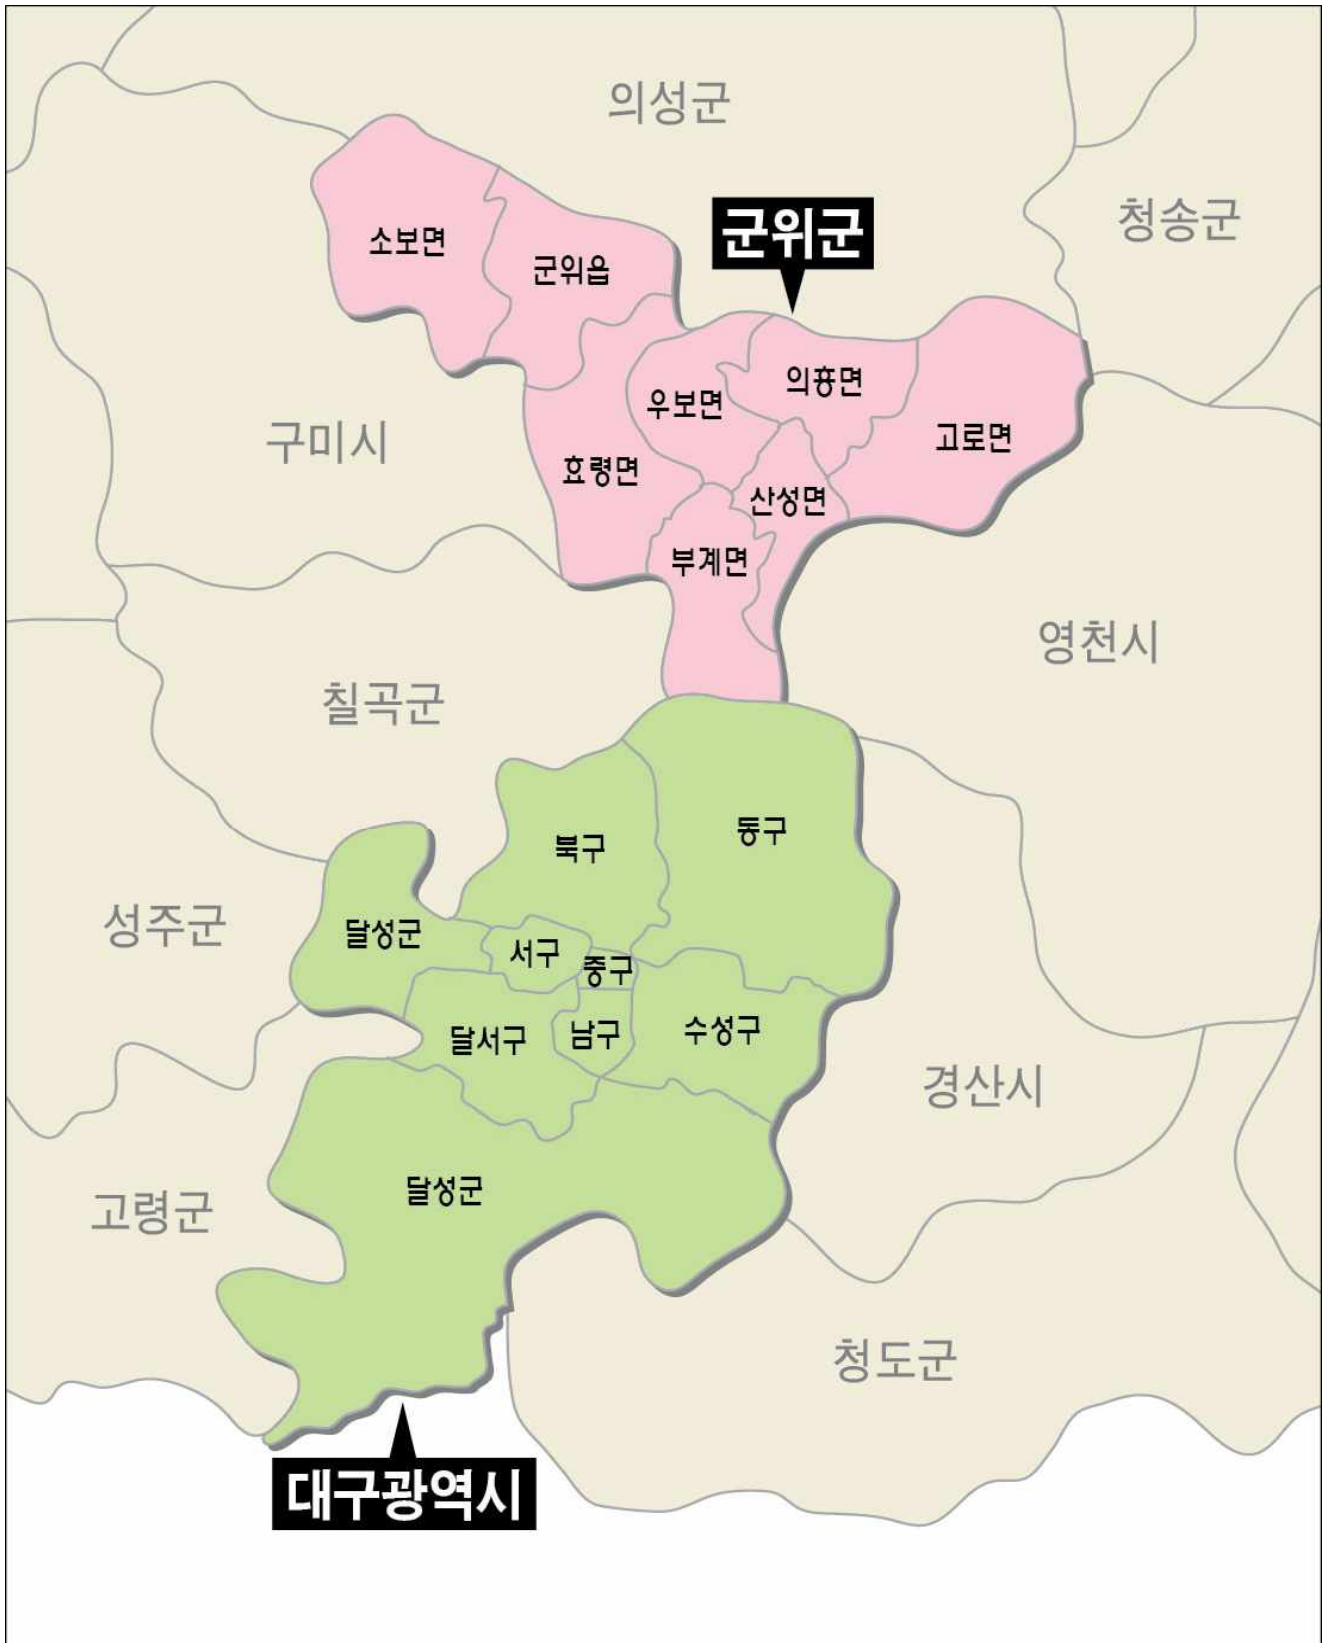 의성군
청송군
군위군
소보면
군위읍
의흥면
우보면
고로면
구미시
효령면
산성면
부계면
영천시
칠곡군
동구
북구
성주군
달성군
서구
중구
달서구
남구
수성구
경산시
달성군
고령군
청도군
대구광역시